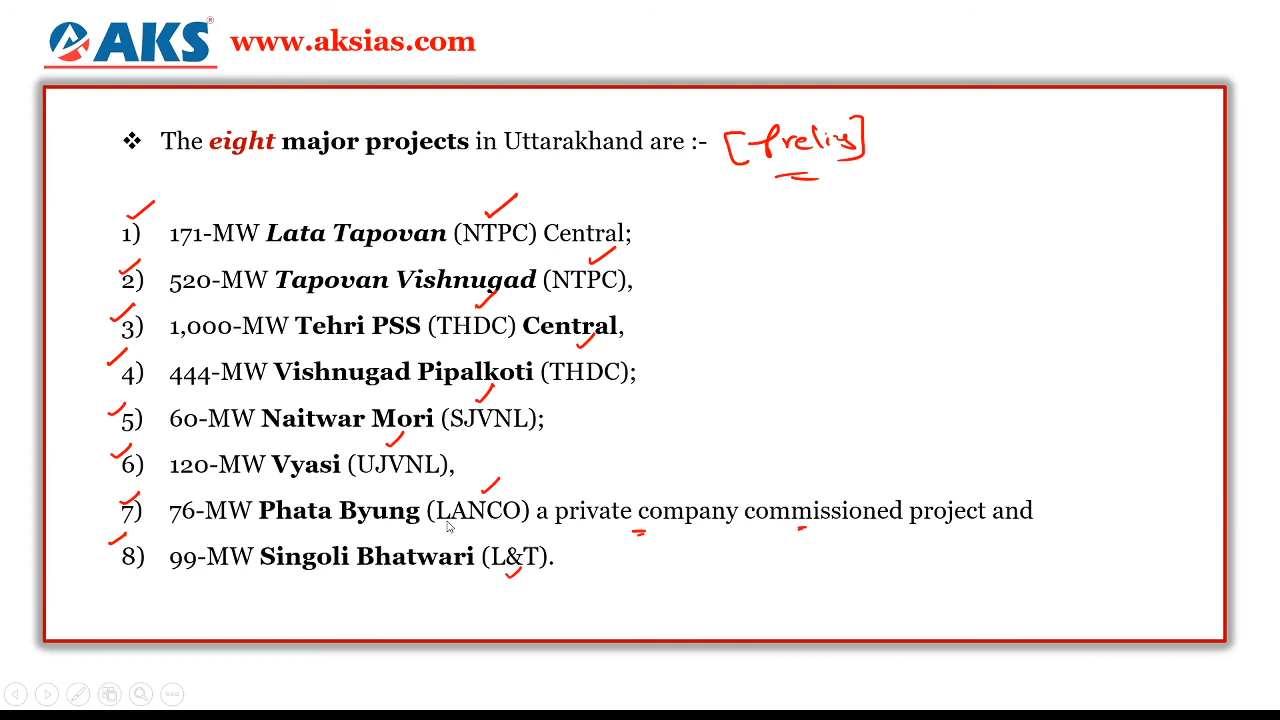 AKS® www.aksias.com
❖ The eight major projects in Uttarakhand are :- [Prelims]
1) 171-MW Lata Tapovan (NTPC) Central;
2) 520-MW Tapovan Vishnugad (NTPC),
3) 1,000-MW Tehri PSS (THDC) Central,
4) 444-MW Vishnugad Pipalkoti (THDC);
5) 60-MW Naitwar Mori (SJVNL);
6) 120-MW Vyasi (UJVNL),
7) 76-MW Phata Byung (LANCO) a private company commissioned project and
8) 99-MW Singoli Bhatwari (L&T).